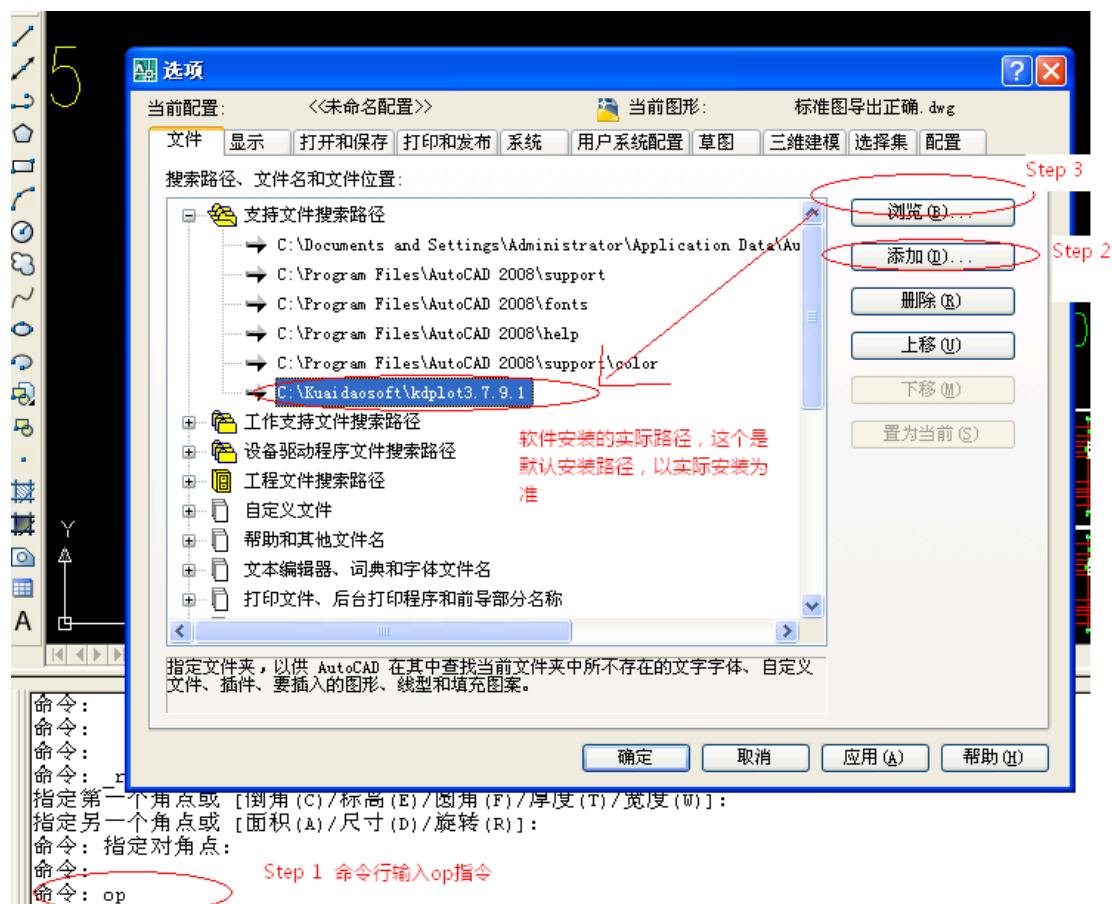 5
选项
当前配置: <<未命名配置>> 当前图形: 标准图导出正确.dwg
文件 显示 打开和保存 打印和发布 系统 用户系统配置 草图 三维建模 选择集 配置
搜索路径、文件名和文件位置:
Step 3
支持文件搜索路径
浏览(B)...
C:\Documents and Settings\Administrator\Application Data\Au
添加(D)...
Step 2
C:\Program Files\AutoCAD 2008\support
C:\Program Files\AutoCAD 2008\fonts
删除(R)
C:\Program Files\AutoCAD 2008\help
上移(U)
C:\Program Files\AutoCAD 2008\support\color
C:\Kuaidaosoft\kdplot3.7.9.1
下移(M)
工作支持文件搜索路径
置为当前(S)
设备驱动程序文件搜索路径
工程文件搜索路径
自定义文件
帮助和其他文件名
文本编辑器、词典和字体文件名
打印文件、后台打印程序和前导部分名称
软件安装的实际路径，这个是
默认安装路径，以实际安装为
准
Y
A
指定文件夹，以供 AutoCAD 在其中查找当前文件夹中所不存在的文字字体、自定义
文件、插件、要插入的图形、线型和填充图案。
确定 取消 应用(A) 帮助(H)
命令:
命令:
命令:
命令: _r
指定第一个角点或 [倒角(C)/标高(E)/圆角(F)/厚度(T)/宽度(W)]:
指定另一个角点或 [面积(A)/尺寸(D)/旋转(R)]:
命令: 指定对角点:
命令:
Step 1 命令行输入op指令
命令: op